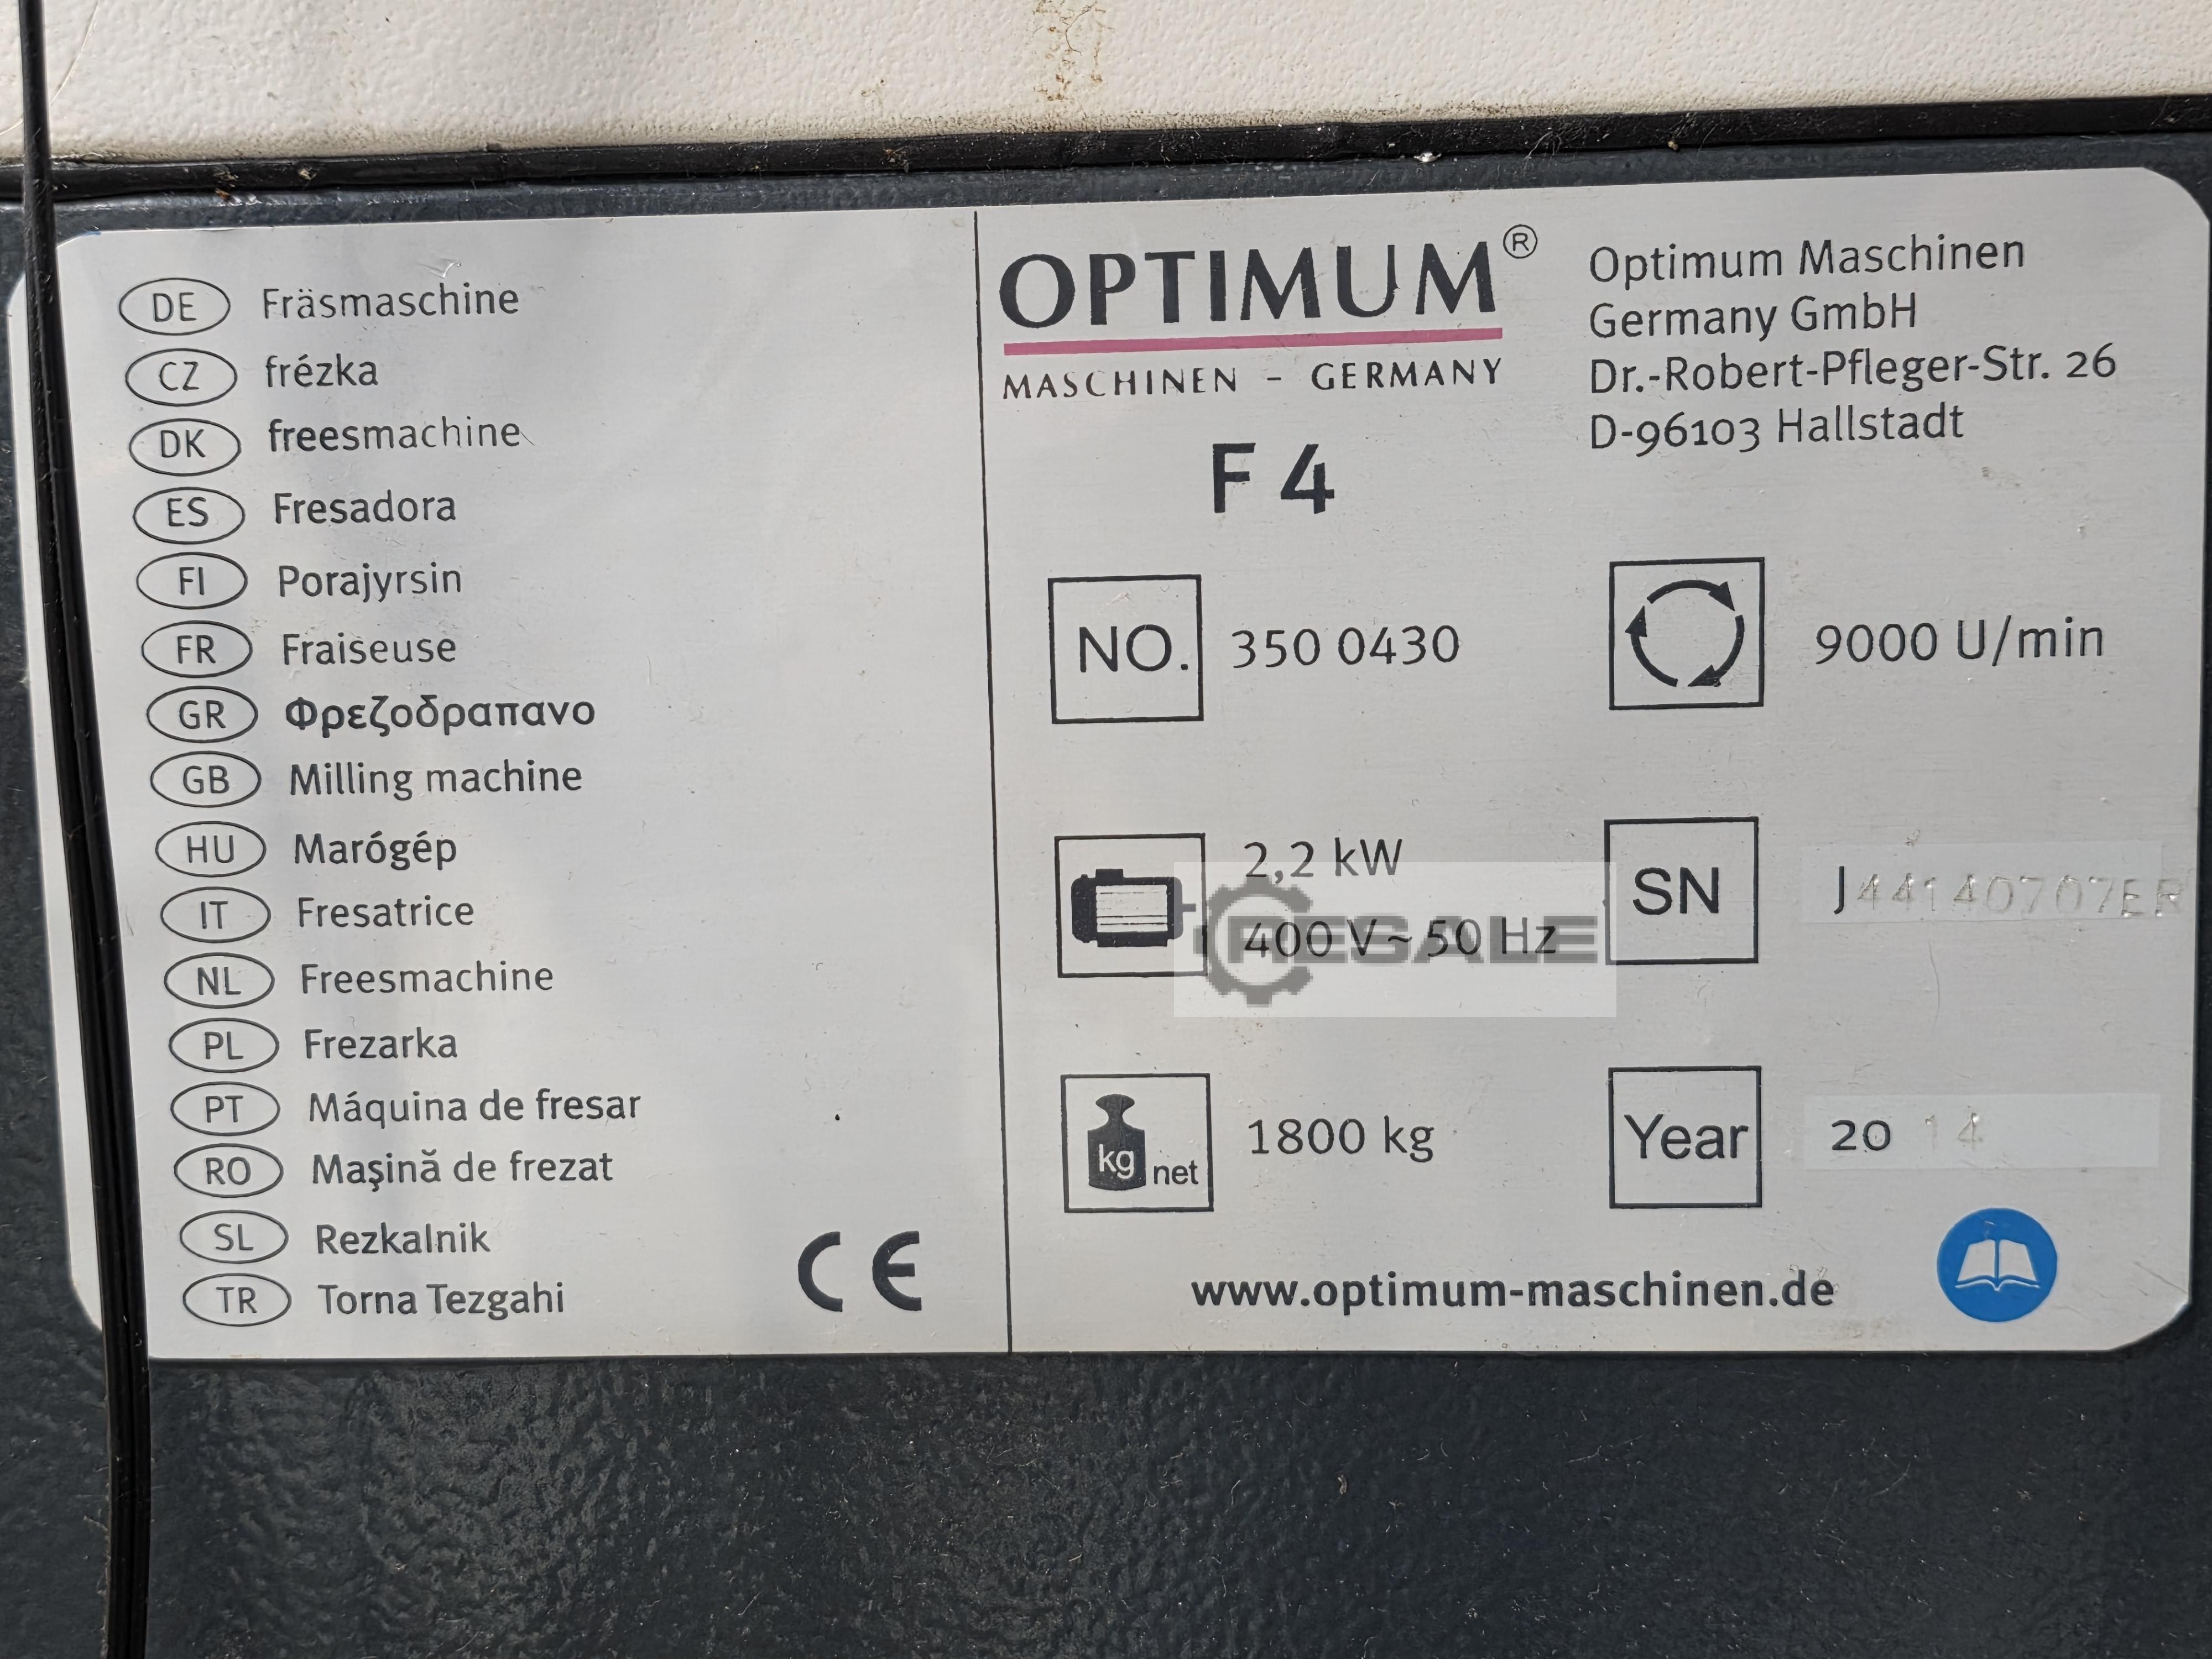 DE Fräsmaschine
CZ frézka
DK freesmachine
ES Fresadora
FI Porajyrsin
FR Fraiseuse
GR Φρεζοδραπανο
GB Milling machine
HU Marógép
IT Fresatrice
NL Freesmachine
PL Frezarka
PT Máquina de fresar
RO Maşină de frezat
SL Rezkalnik
TR Torna Tezgahi
CE
OPTIMUM®
MASCHINEN - GERMANY
F 4
Optimum Maschinen
Germany GmbH
Dr.-Robert-Pfleger-Str. 26
D-96103 Hallstadt
NO. 350 0430
9000 U/min
2,2 kW
400 V ~ 50 Hz
RESALE
SN J44140707ER
kg net 1800 kg
Year 2014
www.optimum-maschinen.de